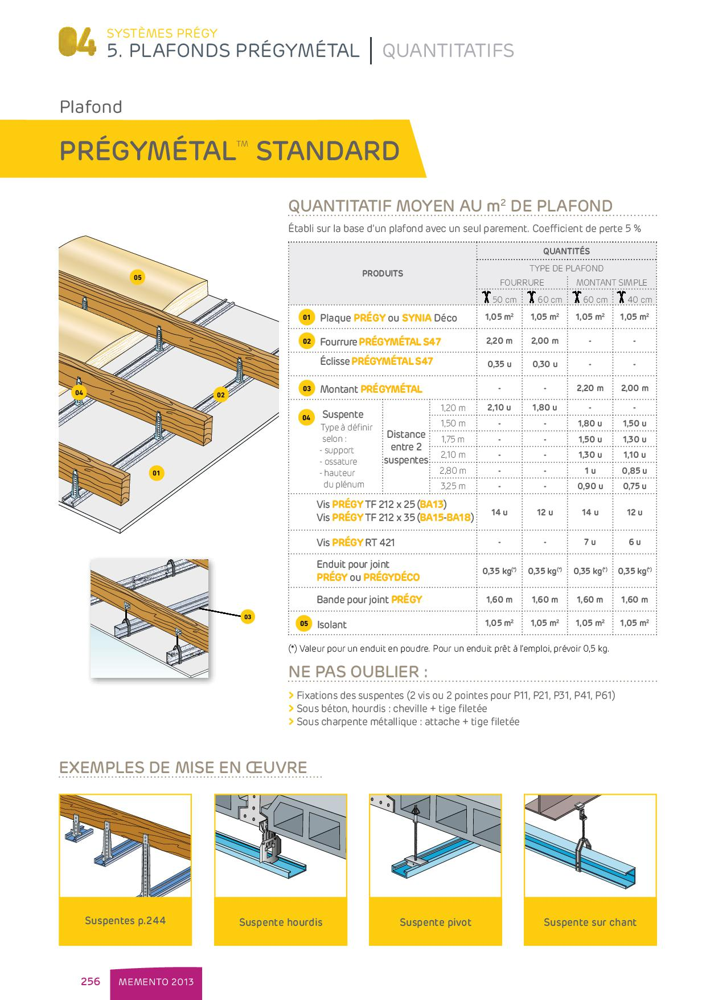 04
SYSTÈMES PRÉGY
5. PLAFONDS PRÉGYMÉTAL | QUANTITATIFS
Plafond
PRÉGYMÉTAL™ STANDARD
05
04
02
01
03
QUANTITATIF MOYEN AU m² DE PLAFOND
Établi sur la base d'un plafond avec un seul parement. Coefficient de perte 5 %
PRODUITS
QUANTITÉS
TYPE DE PLAFOND
FOURRURE MONTANT SIMPLE
50 cm 60 cm 60 cm 40 cm
01 Plaque PRÉGY ou SYNIA Déco 1,05 m² 1,05 m² 1,05 m² 1,05 m²
02 Fourrure PRÉGYMÉTAL S47 2,20 m 2,00 m - -
Éclisse PRÉGYMÉTAL S47 0,35 u 0,30 u - -
03 Montant PRÉGYMÉTAL - - 2,20 m 2,00 m
04 Suspente
Type à définir
selon :
- support
- ossature
- hauteur
du plénum
Distance
entre 2
suspentes
1,20 m 2,10 u 1,80 u - -
1,50 m - - 1,80 u 1,50 u
1,75 m - - 1,50 u 1,30 u
2,10 m - - 1,30 u 1,10 u
2,80 m - - 1 u 0,85 u
3,25 m - - 0,90 u 0,75 u
Vis PRÉGY TF 212 x 25 (BA13)
Vis PRÉGY TF 212 x 35 (BA15-BA18)
14 u 12 u 14 u 12 u
Vis PRÉGY RT 421 - - 7 u 6 u
Enduit pour joint
PRÉGY ou PRÉGYDÉCO
0,35 kg(*) 0,35 kg(*) 0,35 kg(*) 0,35 kg(*)
Bande pour joint PRÉGY 1,60 m 1,60 m 1,60 m 1,60 m
05 Isolant 1,05 m² 1,05 m² 1,05 m² 1,05 m²
(*) Valeur pour un enduit en poudre. Pour un enduit prêt à l'emploi, prévoir 0,5 kg.
NE PAS OUBLIER :
> Fixations des suspentes (2 vis ou 2 pointes pour P11, P21, P31, P41, P61)
> Sous béton, hourdis : cheville + tige filetée
> Sous charpente métallique : attache + tige filetée
EXEMPLES DE MISE EN ŒUVRE
Suspentes p.244
Suspente hourdis
Suspente pivot
Suspente sur chant
256
MEMENTO 2013